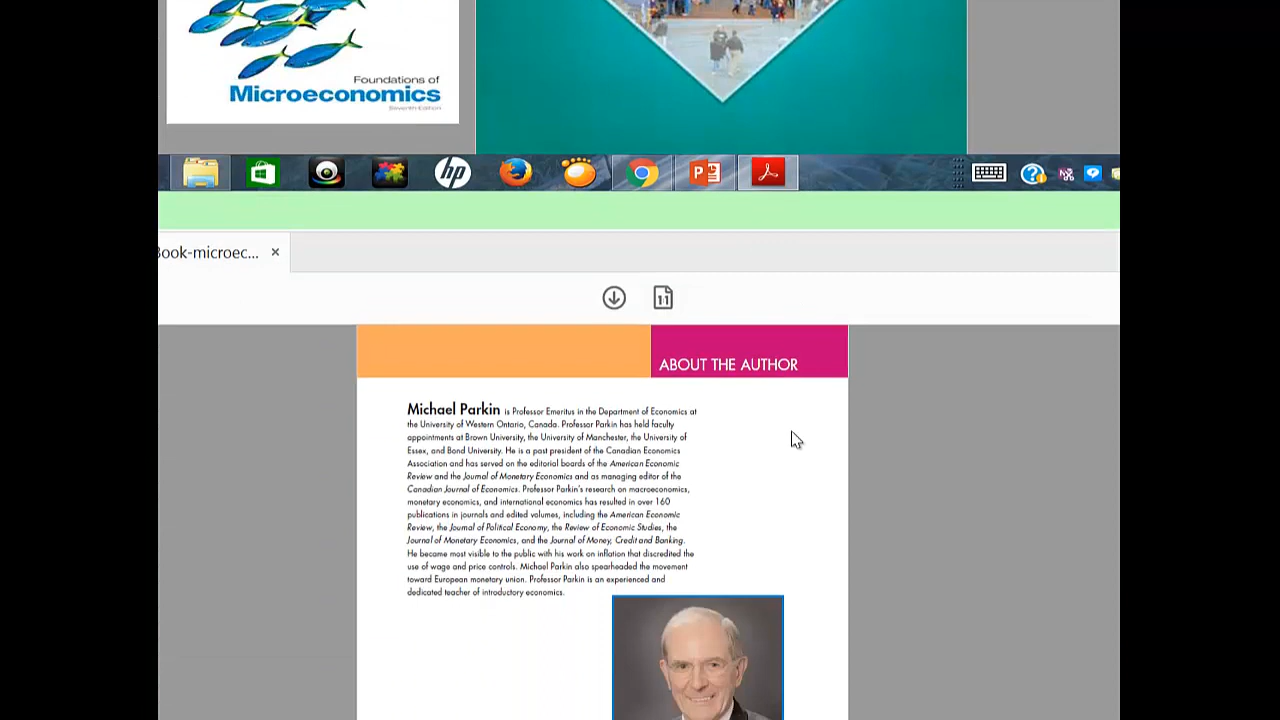 Foundations of
Microeconomics
Seventh Edition
hp
Book-microec...
ABOUT THE AUTHOR
Michael Parkin is Professor Emeritus in the Department of Economics at
the University of Western Ontario, Canada. Professor Parkin has held faculty
appointments at Brown University, the University of Manchester, the University of
Essex, and Bond University. He is a past president of the Canadian Economics
Association and has served on the editorial boards of the American Economic
Review and the Journal of Monetary Economics and as managing editor of the
Canadian Journal of Economics. Professor Parkin's research on macroeconomics,
monetary economics, and international economics has resulted in over 160
publications in journals and edited volumes, including the American Economic
Review, the Journal of Political Economy, the Review of Economic Studies, the
Journal of Monetary Economics, and the Journal of Money, Credit and Banking.
He became most visible to the public with his work on inflation that discredited the
use of wage and price controls. Michael Parkin also spearheaded the movement
toward European monetary union. Professor Parkin is an experienced and
dedicated teacher of introductory economics.